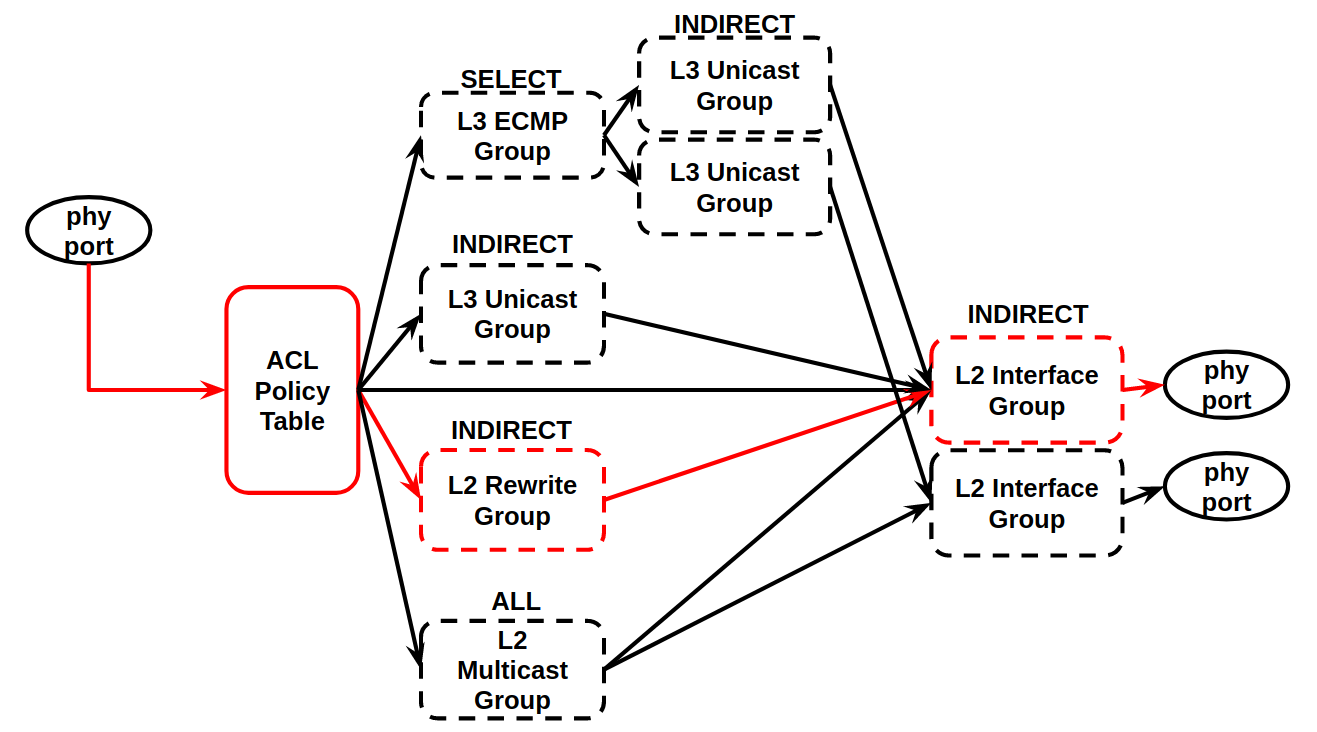 phy
port
ACL
Policy
Table
SELECT
L3 ECMP
Group
INDIRECT
L3 Unicast
Group
L3 Unicast
Group
INDIRECT
L3 Unicast
Group
INDIRECT
L2 Rewrite
Group
ALL
L2
Multicast
Group
INDIRECT
L2 Interface
Group
L2 Interface
Group
phy
port
phy
port